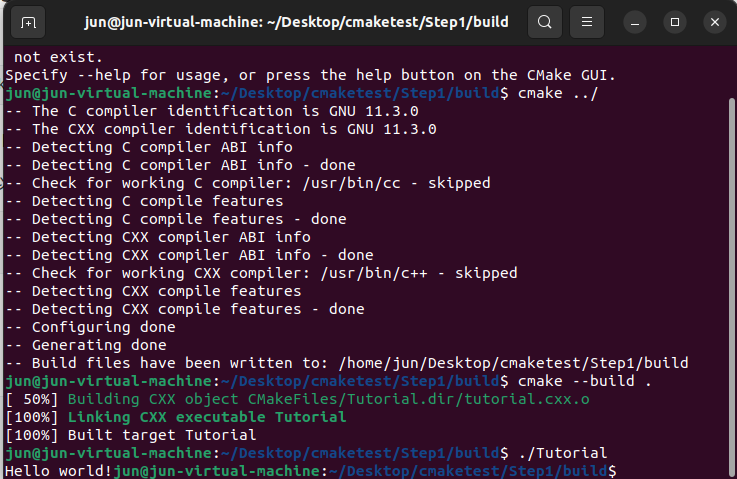 jun@jun-virtual-machine: ~/Desktop/cmaketest/Step1/build
not exist.
Specify --help for usage, or press the help button on the CMake GUI.
jun@jun-virtual-machine:~/Desktop/cmaketest/Step1/build$ cmake ../
-- The C compiler identification is GNU 11.3.0
-- The CXX compiler identification is GNU 11.3.0
-- Detecting C compiler ABI info
-- Detecting C compiler ABI info - done
-- Check for working C compiler: /usr/bin/cc - skipped
-- Detecting C compile features
-- Detecting C compile features - done
-- Detecting CXX compiler ABI info
-- Detecting CXX compiler ABI info - done
-- Check for working CXX compiler: /usr/bin/c++ - skipped
-- Detecting CXX compile features
-- Detecting CXX compile features - done
-- Configuring done
-- Generating done
-- Build files have been written to: /home/jun/Desktop/cmaketest/Step1/build
jun@jun-virtual-machine:~/Desktop/cmaketest/Step1/build$ cmake --build .
[ 50%] Building CXX object CMakeFiles/Tutorial.dir/tutorial.cxx.o
[100%] Linking CXX executable Tutorial
[100%] Built target Tutorial
jun@jun-virtual-machine:~/Desktop/cmaketest/Step1/build$ ./Tutorial
Hello world!jun@jun-virtual-machine:~/Desktop/cmaketest/Step1/build$